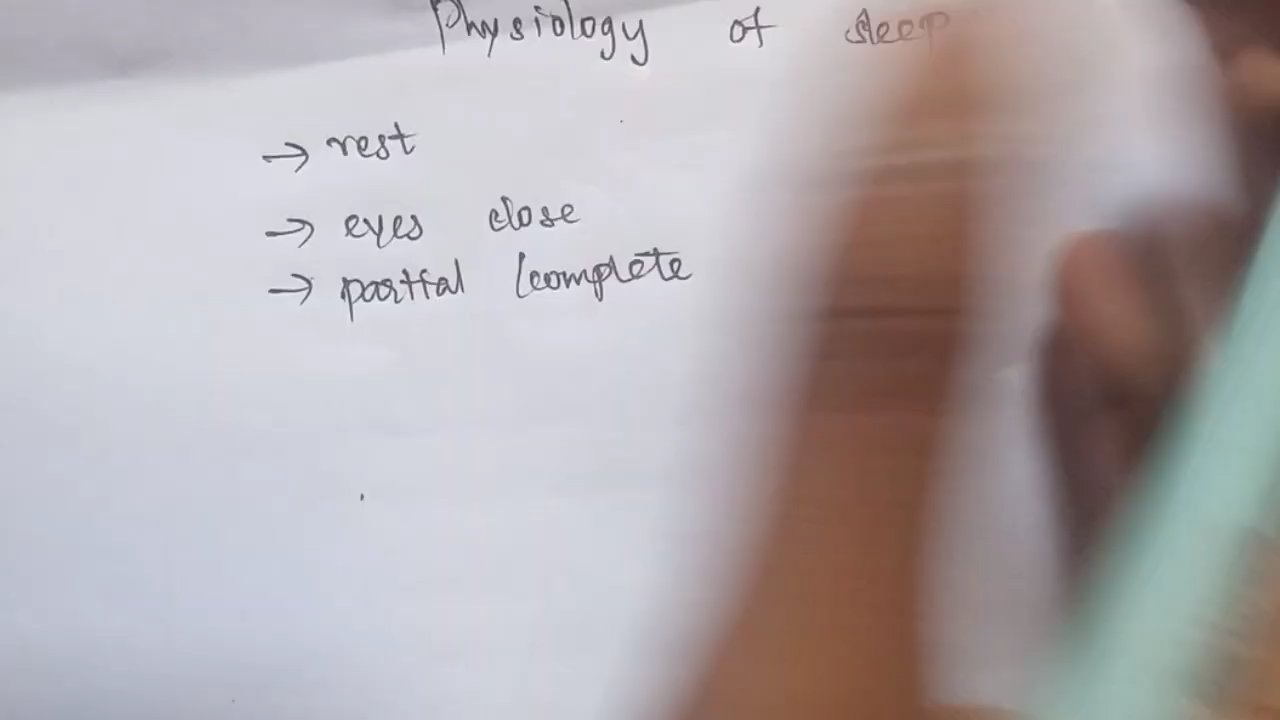 Physiology of sleep
→ rest
→ eyes close
→ partial /complete